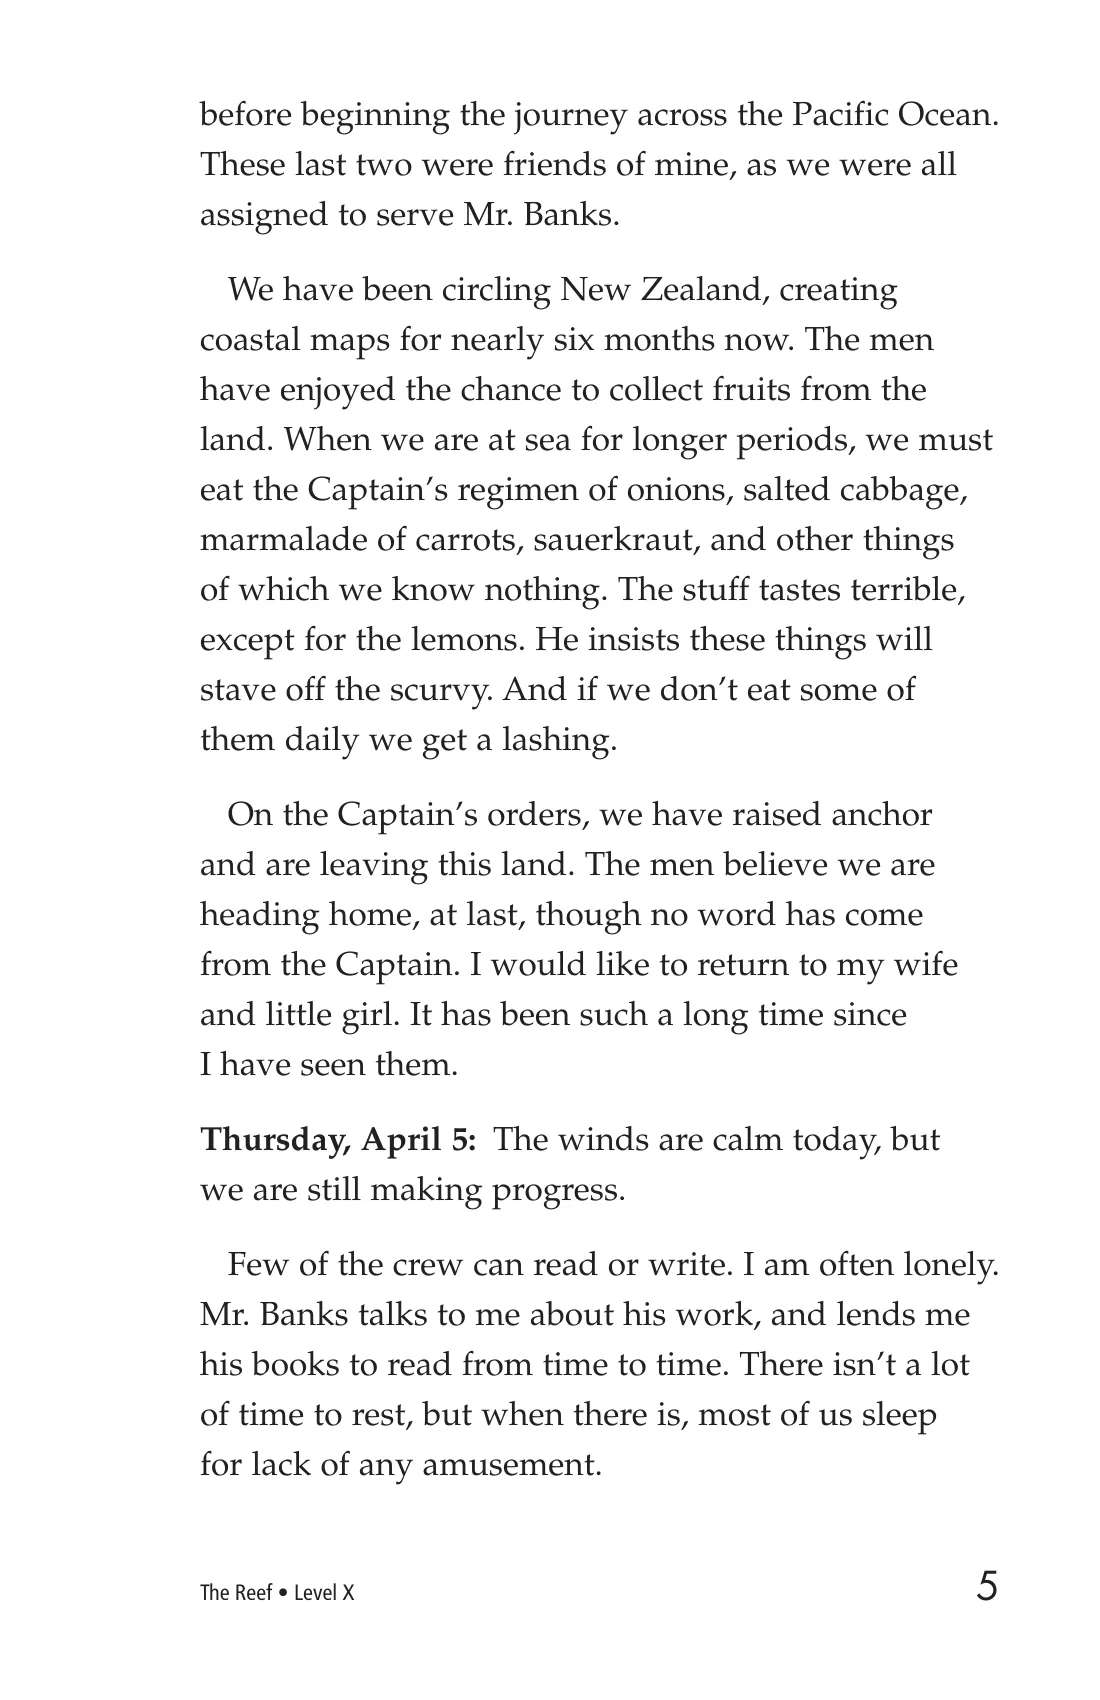 before beginning the journey across the Pacific Ocean.
These last two were friends of mine, as we were all
assigned to serve Mr. Banks.
We have been circling New Zealand, creating
coastal maps for nearly six months now. The men
have enjoyed the chance to collect fruits from the
land. When we are at sea for longer periods, we must
eat the Captain’s regimen of onions, salted cabbage,
marmalade of carrots, sauerkraut, and other things
of which we know nothing. The stuff tastes terrible,
except for the lemons. He insists these things will
stave off the scurvy. And if we don’t eat some of
them daily we get a lashing.
On the Captain’s orders, we have raised anchor
and are leaving this land. The men believe we are
heading home, at last, though no word has come
from the Captain. I would like to return to my wife
and little girl. It has been such a long time since
I have seen them.
Thursday, April 5: The winds are calm today, but
we are still making progress.
Few of the crew can read or write. I am often lonely.
Mr. Banks talks to me about his work, and lends me
his books to read from time to time. There isn’t a lot
of time to rest, but when there is, most of us sleep
for lack of any amusement.
The Reef • Level X 5